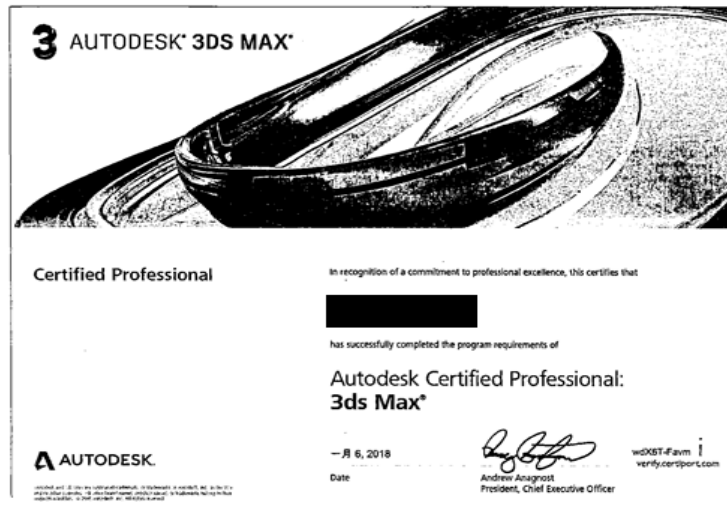 3 AUTODESK® 3DS MAX®
Certified Professional
In recognition of a commitment to professional excellence, this certifies that
has successfully completed the program requirements of
Autodesk Certified Professional:
3ds Max®
一月 6, 2018
Date
Andrew Anagnost
President, Chief Executive Officer
wdX6T-Favm
verify.certiport.com
AUTODESK.